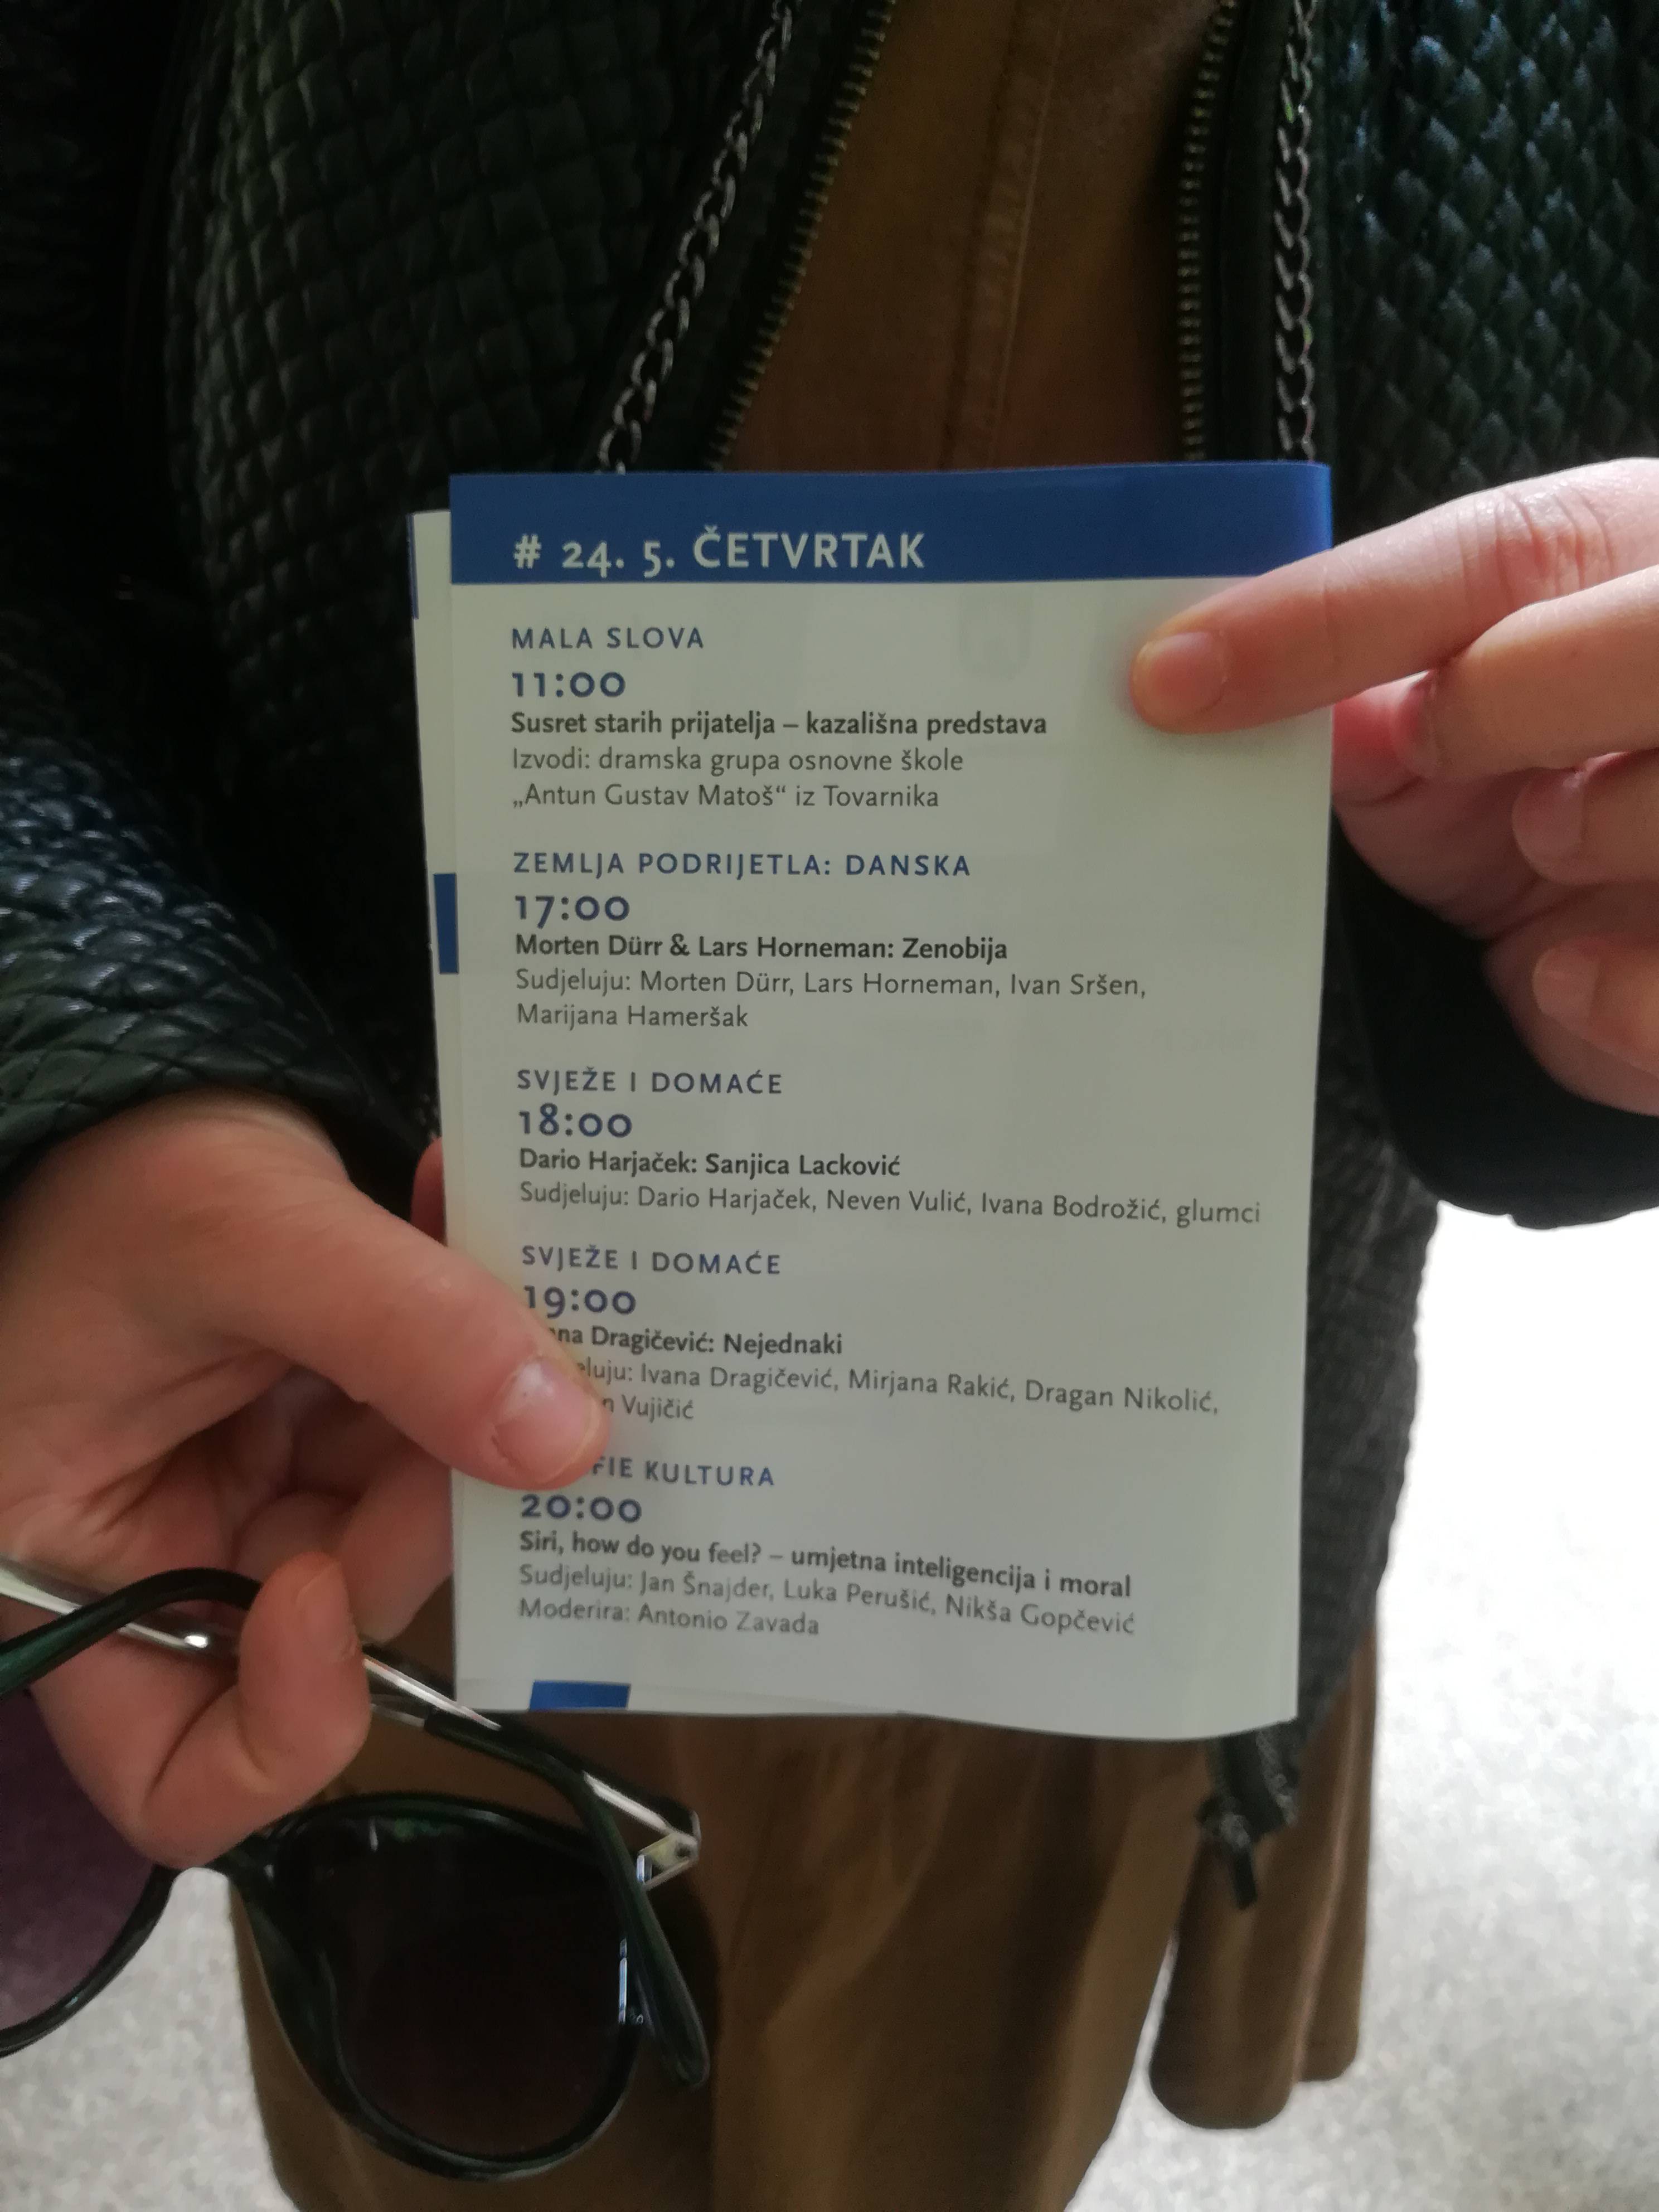 # 24. 5. ČETVRTAK
MALA SLOVA
11:00
Susret starih prijatelja – kazališna predstava
Izvodi: dramska grupa osnovne škole
„Antun Gustav Matoš“ iz Tovarnika
ZEMLJA PODRIJETLA: DANSKA
17:00
Morten Dürr & Lars Horneman: Zenobija
Sudjeluju: Morten Dürr, Lars Horneman, Ivan Sršen,
Marijana Hameršak
SVJEŽE I DOMAĆE
18:00
Dario Harjaček: Sanjica Lacković
Sudjeluju: Dario Harjaček, Neven Vulić, Ivana Bodrožić, glumci
SVJEŽE I DOMAĆE
19:00
Dragičević: Nejednaki
Ivana Dragičević, Mirjana Rakić, Dragan Nikolić,
Vujičić
KULTURA
20:00
Siri, how do you feel? – umjetna inteligencija i moral
Sudjeluju: Jan Šnajder, Luka Perušić, Nikša Gopčević
Moderira: Antonio Zavada